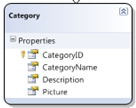 Category
Properties
CategoryID
CategoryName
Description
Picture